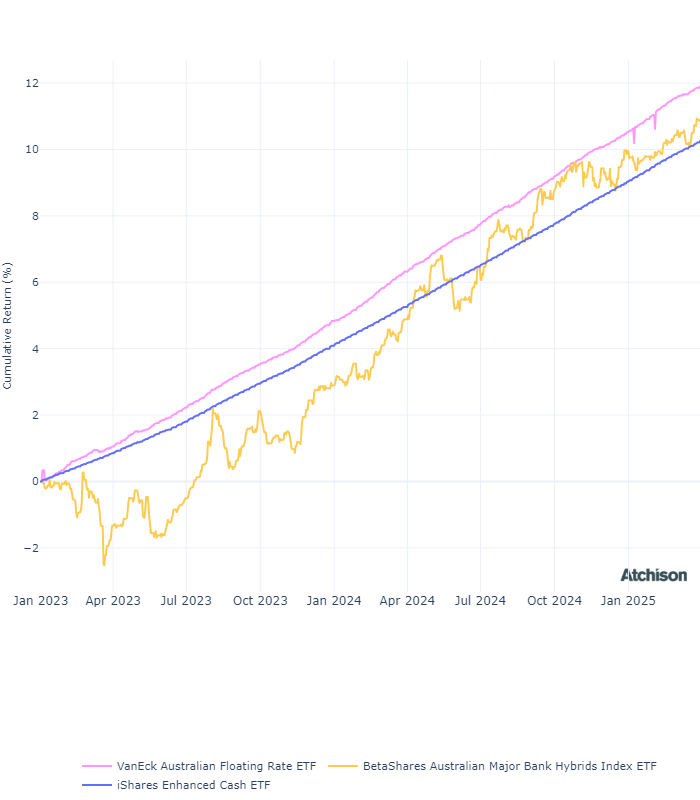 12
10
8
6
4
2
0
−2
Cumulative Return (%)
Atchison
Jan 2023 Apr 2023 Jul 2023 Oct 2023 Jan 2024 Apr 2024 Jul 2024 Oct 2024 Jan 2025
VanEck Australian Floating Rate ETF BetaShares Australian Major Bank Hybrids Index ETF
iShares Enhanced Cash ETF